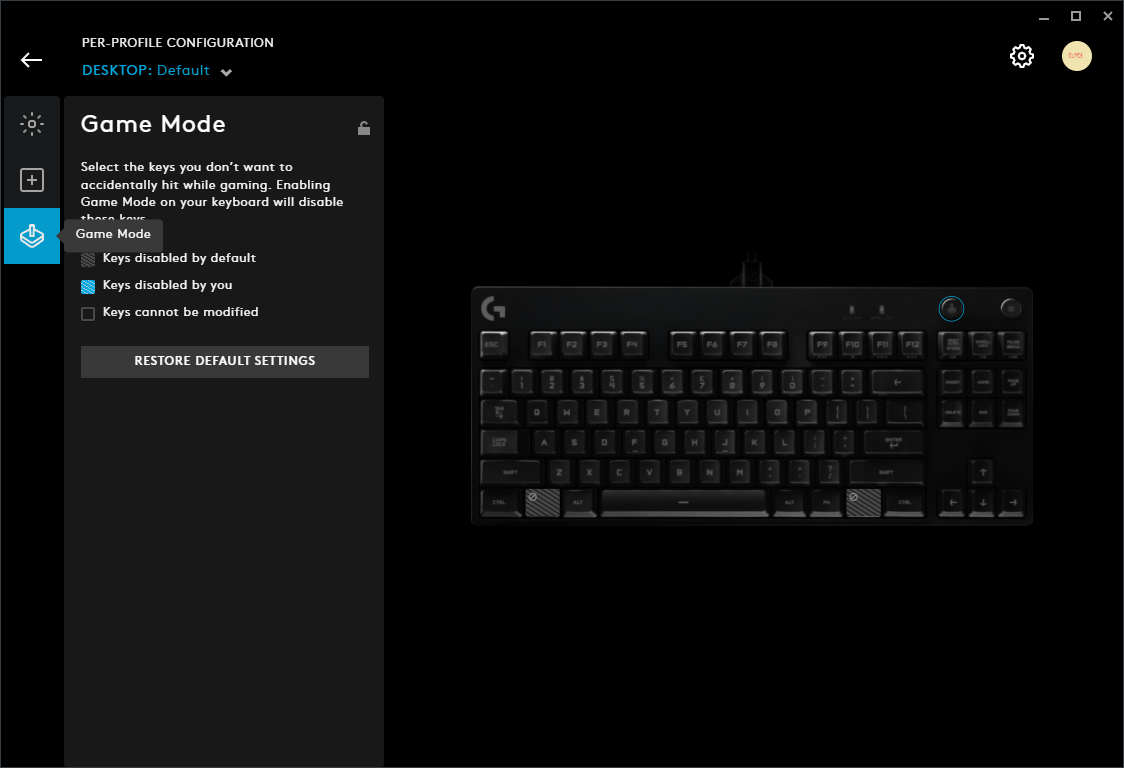 PER-PROFILE CONFIGURATION
DESKTOP: Default
Game Mode
Select the keys you don't want to
accidentally hit while gaming. Enabling
Game Mode on your keyboard will disable
these keys.
Game Mode
Keys disabled by default
Keys disabled by you
Keys cannot be modified
RESTORE DEFAULT SETTINGS
ESC F1 F2 F3 F4 F5 F6 F7 F8 F9 F10 F11 F12
1 2 3 4 5 6 7 8 9 0
TAB Q W E R T Y U I O P
CAPS LOCK A S D F G H J K L ENTER
SHIFT Z X C V B N M SHIFT
CTRL ALT ALT FN CTRL
INSERT HOME PAGE UP
DELETE END PAGE DOWN